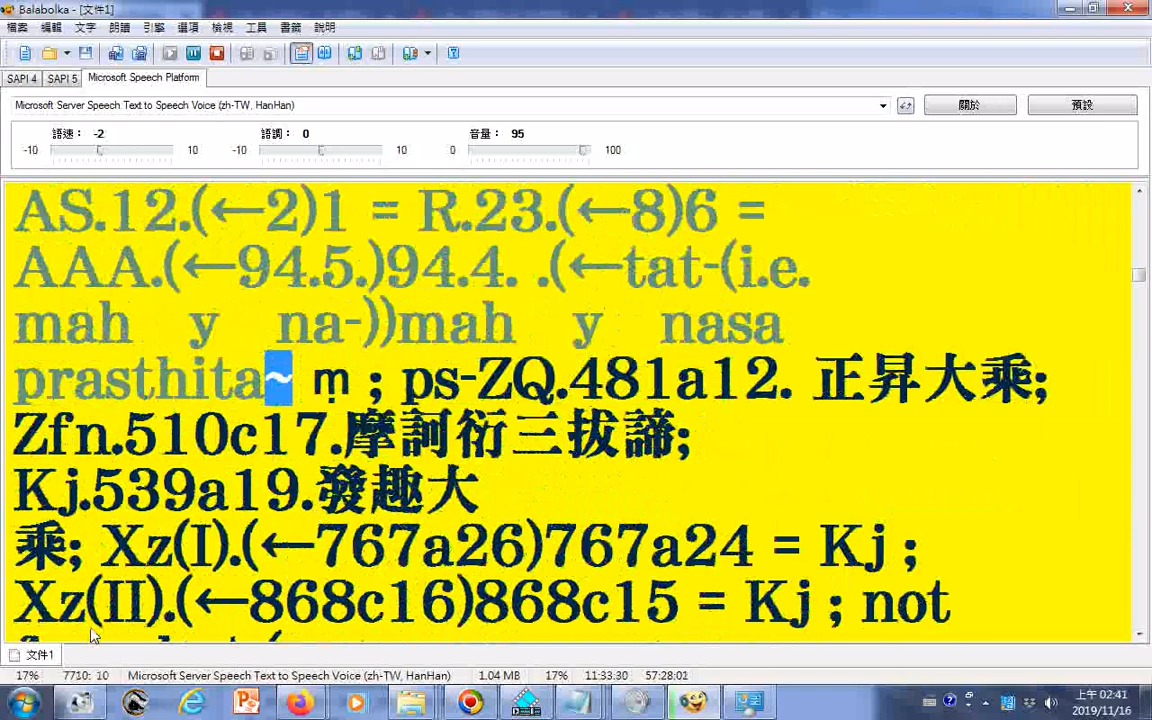 Balabolka - [文件1]
檔案 編輯 文字 朗讀 引擎 選項 檢視 工具 書籤 說明
SAPI 4 SAPI 5 Microsoft Speech Platform
Microsoft Server Speech Text to Speech Voice (zh-TW, HanHan) 關於 預設
語速： -2 語調： 0 音量： 95
-10 10 -10 10 0 100
AS.12.(←2)1 = R.23.(←8)6 =
AAA.(←94.5.)94.4. .(←tat-(i.e.
mah y na-))mah y nasa
prasthita~ ṃ ; ps-ZQ.481a12. 正昇大乘;
Zfn.510c17.摩訶衍三拔諦;
Kj.539a19.發趣大
乘; Xz(I).(←767a26)767a24 = Kj ;
Xz(II).(←868c16)868c15 = Kj ; not
文件1
17% 7710: 10 Microsoft Server Speech Text to Speech Voice (zh-TW, HanHan) 1.04 MB 17% 11:33:30 57:28:02
上午 02:41
2019/11/16